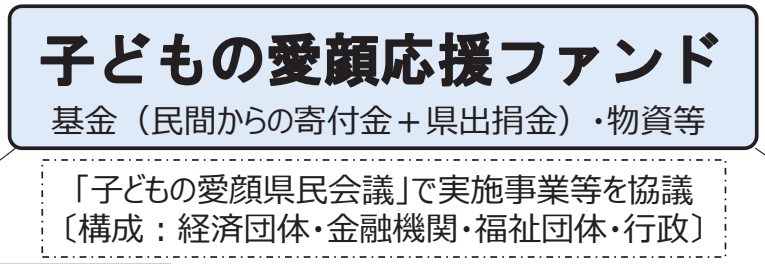 子どもの愛顔応援ファンド
基金（民間からの寄付金＋県出捐金）・物資等
「子どもの愛顔県民会議」で実施事業等を協議
〔構成：経済団体・金融機関・福祉団体・行政〕